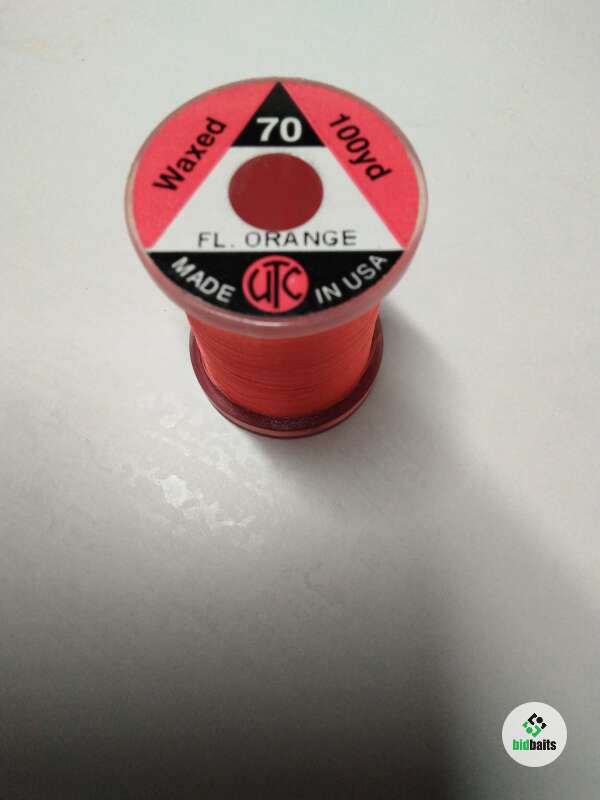 70
Waxed
100yd
FL. ORANGE
MADE UTC IN USA
bidbaits